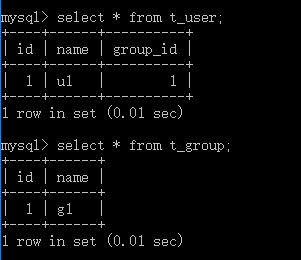 mysql> select * from t_user;
+----+------+----------+
| id | name | group_id |
+----+------+----------+
|  1 | u1   |        1 |
+----+------+----------+
1 row in set (0.01 sec)

mysql> select * from t_group;
+----+------+
| id | name |
+----+------+
|  1 | g1   |
+----+------+
1 row in set (0.01 sec)